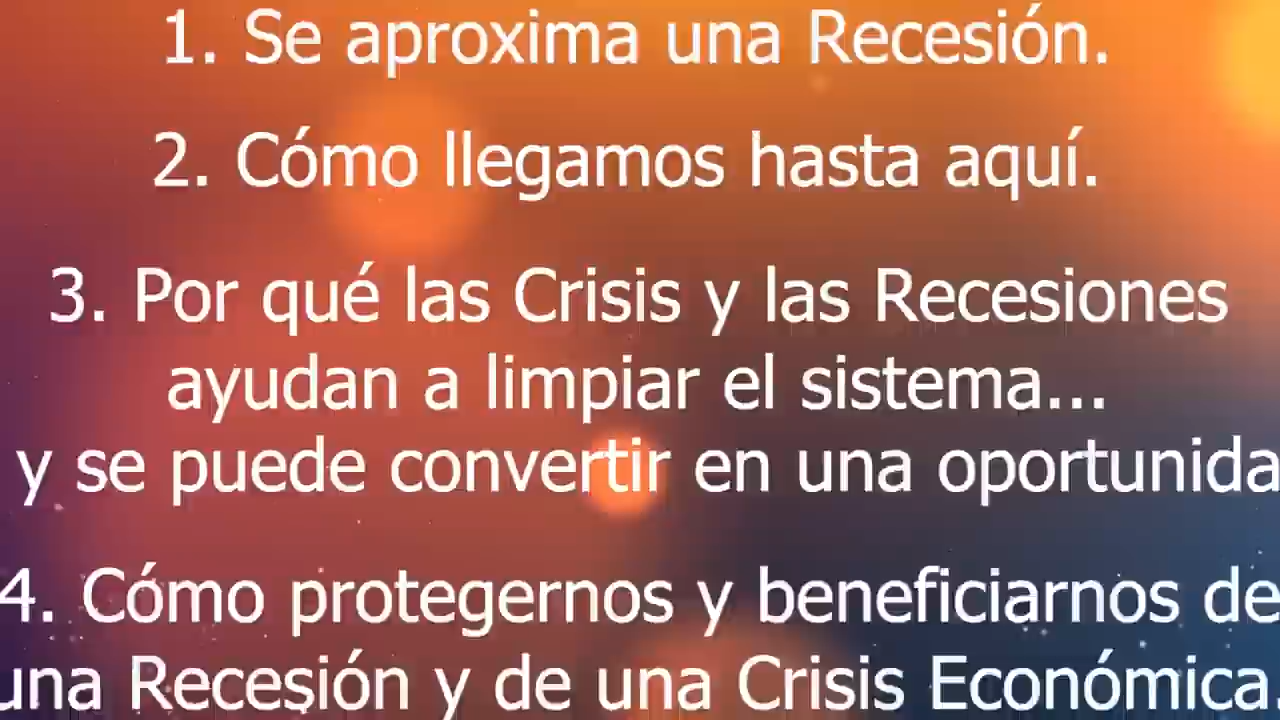 1. Se aproxima una Recesión.
2. Cómo llegamos hasta aquí.
3. Por qué las Crisis y las Recesiones
ayudan a limpiar el sistema...
y se puede convertir en una oportunida
4. Cómo protegernos y beneficiarnos de
una Recesión y de una Crisis Económica.